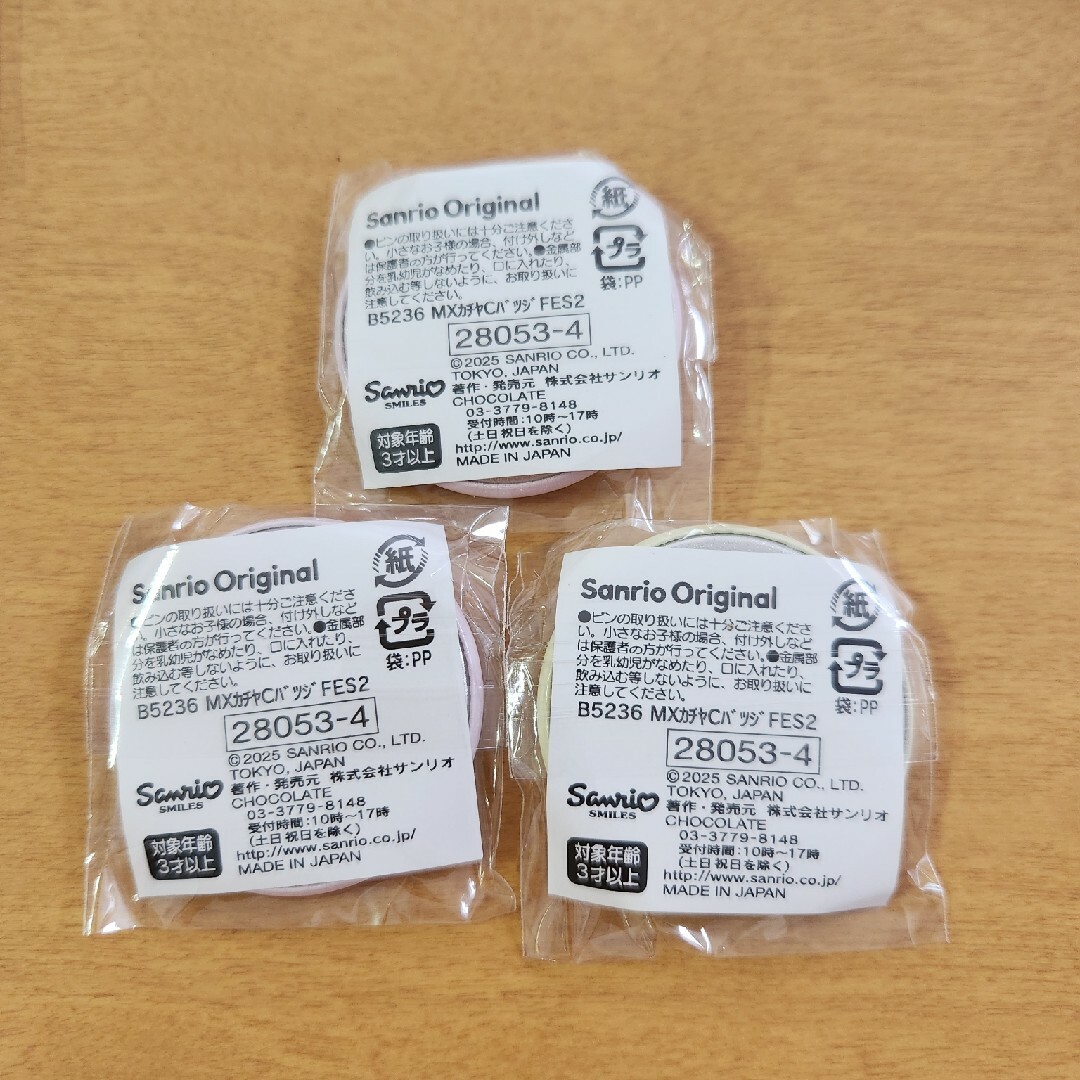 Sanrio Original
紙
プラ
袋:PP
●ピンの取り扱いには十分ご注意くださ
い。小さなお子様の場合、付け外しなど
は保護者の方が行ってください。●金属部
分を乳幼児がなめたり、口に入れたり、
飲み込む等しないように、お取り扱いに
注意してください。
B5236 MXカチヤCバツジFES2
28053-4
©2025 SANRIO CO., LTD.
TOKYO, JAPAN
著作・発売元 株式会社サンリオ
CHOCOLATE
03-3779-8148
受付時間:10時~17時
(土日祝日を除く)
http://www.sanrio.co.jp/
MADE IN JAPAN
Sanrio
SMILES
対象年齢
3才以上
Sanrio Original
紙
プラ
袋:PP
●ピンの取り扱いには十分ご注意くださ
い。小さなお子様の場合、付け外しなど
は保護者の方が行ってください。●金属部
分を乳幼児がなめたり、口に入れたり、
飲み込む等しないように、お取り扱いに
注意してください。
B5236 MXカチヤCバツジFES2
28053-4
©2025 SANRIO CO., LTD.
TOKYO, JAPAN
著作・発売元 株式会社サンリオ
CHOCOLATE
03-3779-8148
受付時間:10時~17時
(土日祝日を除く)
http://www.sanrio.co.jp/
MADE IN JAPAN
Sanrio
SMILES
対象年齢
3才以上
Sanrio Original
紙
プラ
袋:PP
●ピンの取り扱いには十分ご注意くださ
い。小さなお子様の場合、付け外しなど
は保護者の方が行ってください。●金属部
分を乳幼児がなめたり、口に入れたり、
飲み込む等しないように、お取り扱いに
注意してください。
B5236 MXカチヤCバツジFES2
28053-4
©2025 SANRIO CO., LTD.
TOKYO, JAPAN
著作・発売元 株式会社サンリオ
CHOCOLATE
03-3779-8148
受付時間:10時~17時
(土日祝日を除く)
http://www.sanrio.co.jp/
MADE IN JAPAN
Sanrio
SMILES
対象年齢
3才以上